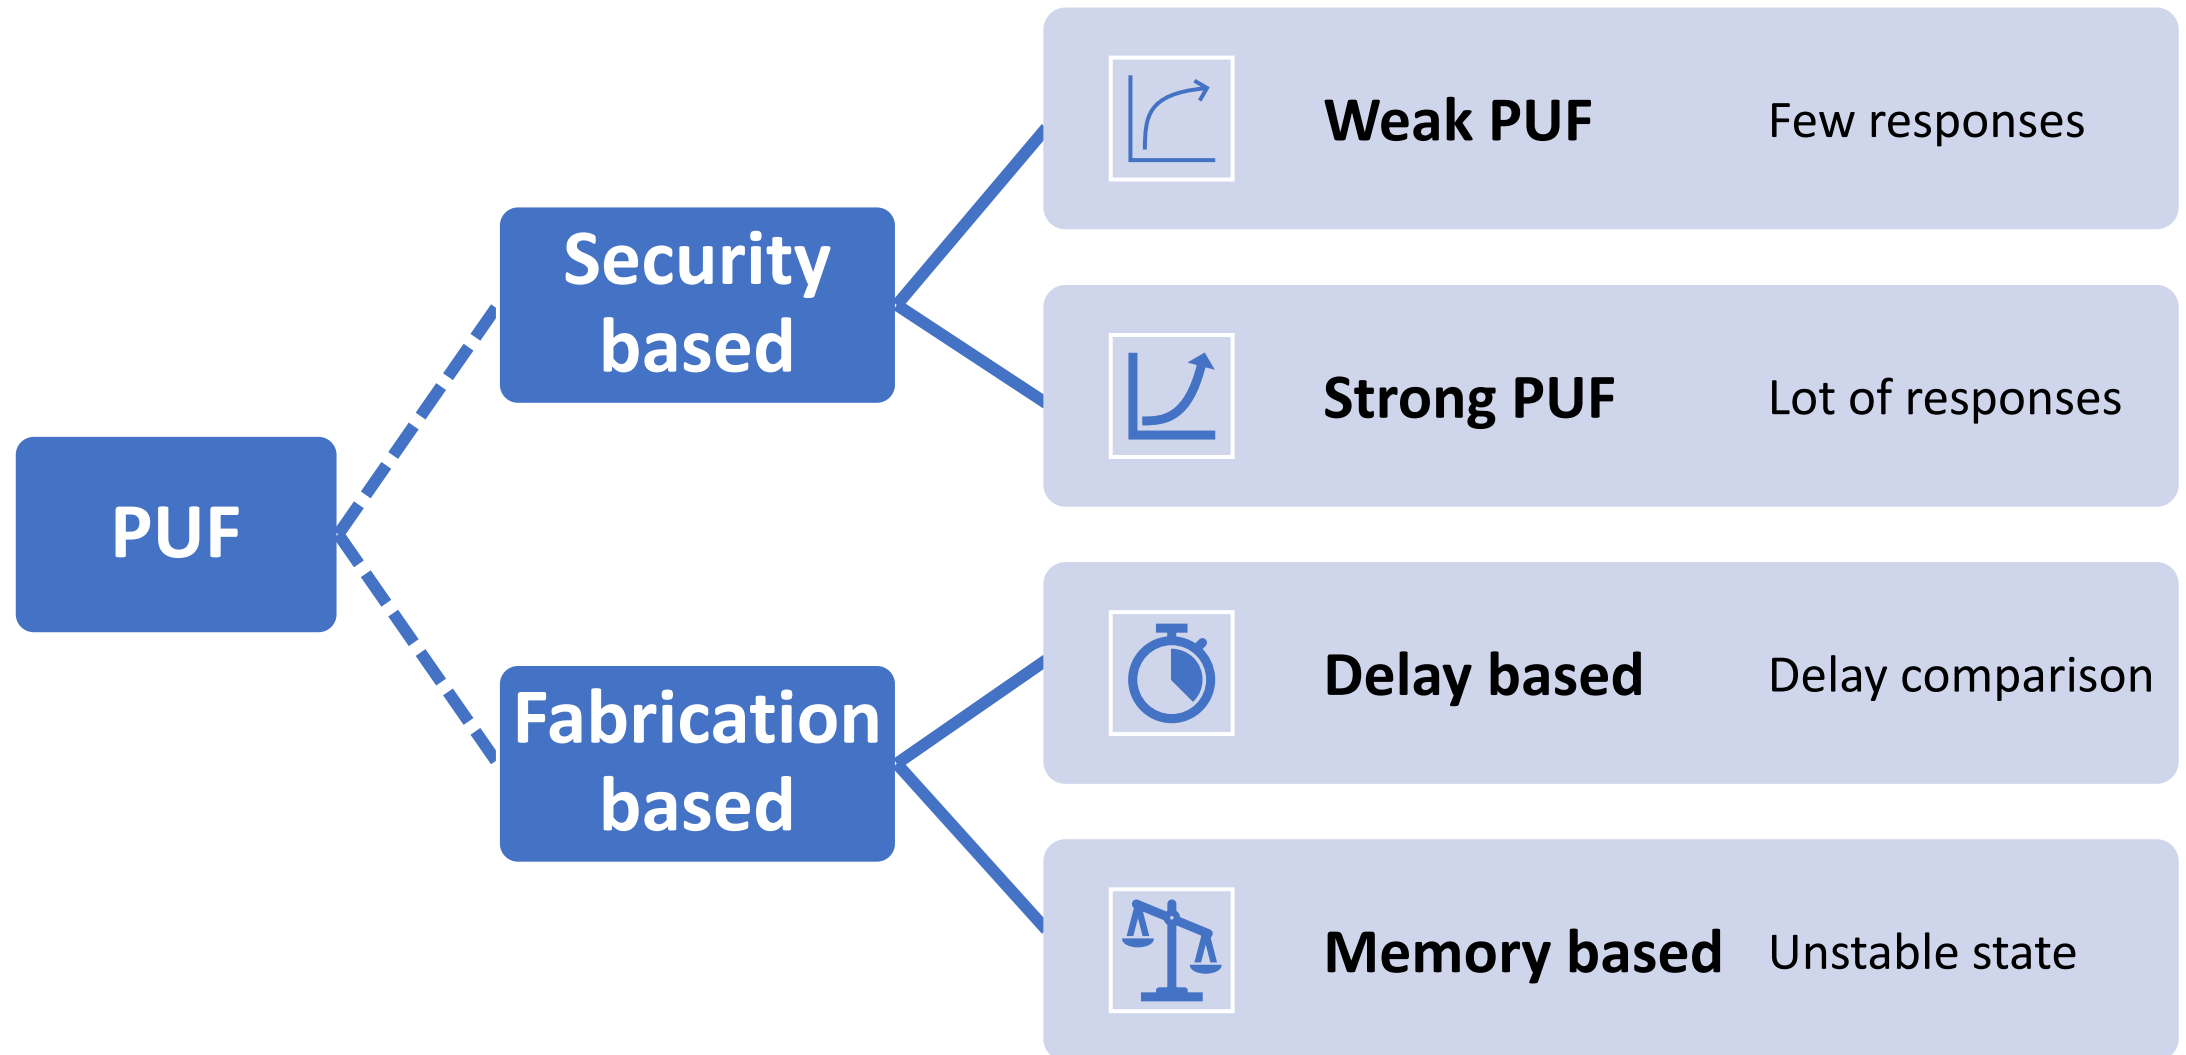 PUF
Security
based
Fabrication
based
Weak PUF
Few responses
Strong PUF
Lot of responses
Delay based
Delay comparison
Memory based
Unstable state